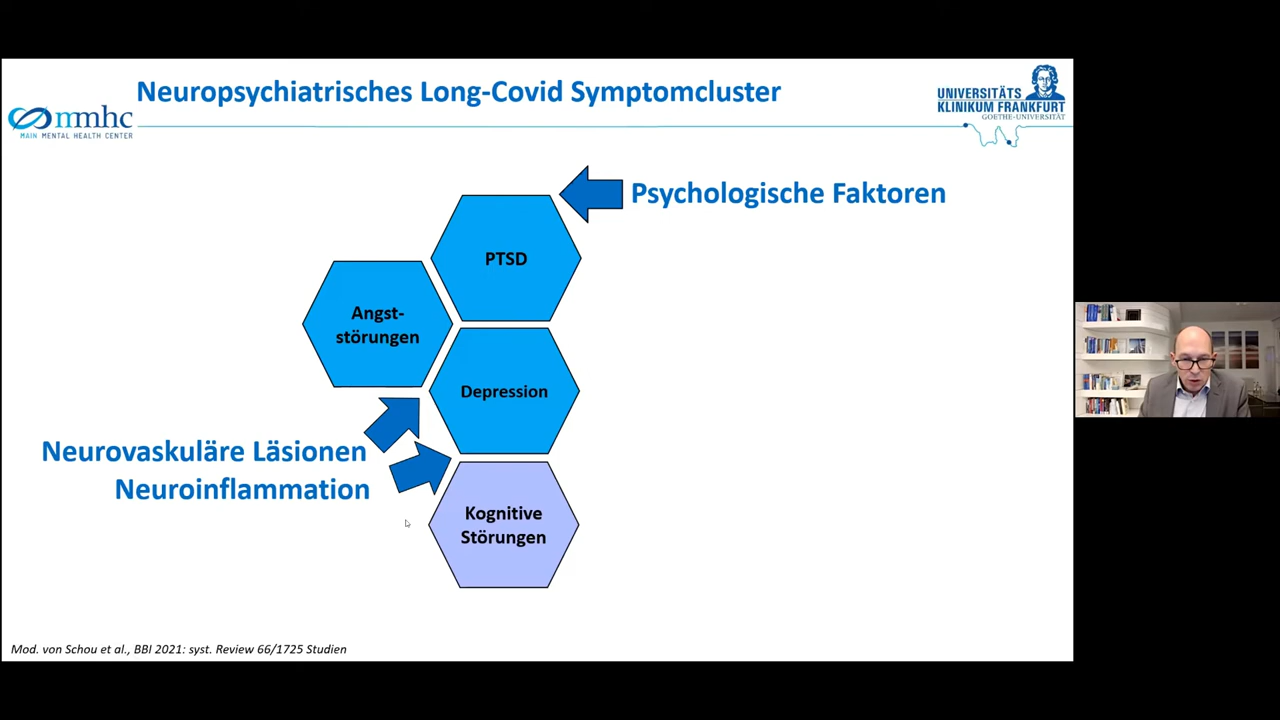 Neuropsychiatrisches Long-Covid Symptomcluster
mmhc
MAIN MENTAL HEALTH CENTER
UNIVERSITÄTS
KLINIKUM FRANKFURT
GOETHE-UNIVERSITÄT
Psychologische Faktoren
PTSD
Angst-
störungen
Depression
Neurovaskuläre Läsionen
Neuroinflammation
Kognitive
Störungen
Mod. von Schou et al., BBI 2021: syst. Review 66/1725 Studien